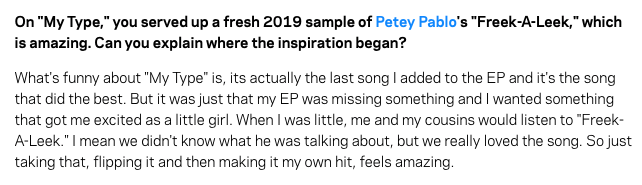 On "My Type," you served up a fresh 2019 sample of Petey Pablo's "Freek-A-Leek," which
is amazing. Can you explain where the inspiration began?
What's funny about "My Type" is, its actually the last song I added to the EP and it's the song
that did the best. But it was just that my EP was missing something and I wanted something
that got me excited as a little girl. When I was little, me and my cousins would listen to "Freek-
A-Leek." I mean we didn't know what he was talking about, but we really loved the song. So just
taking that, flipping it and then making it my own hit, feels amazing.